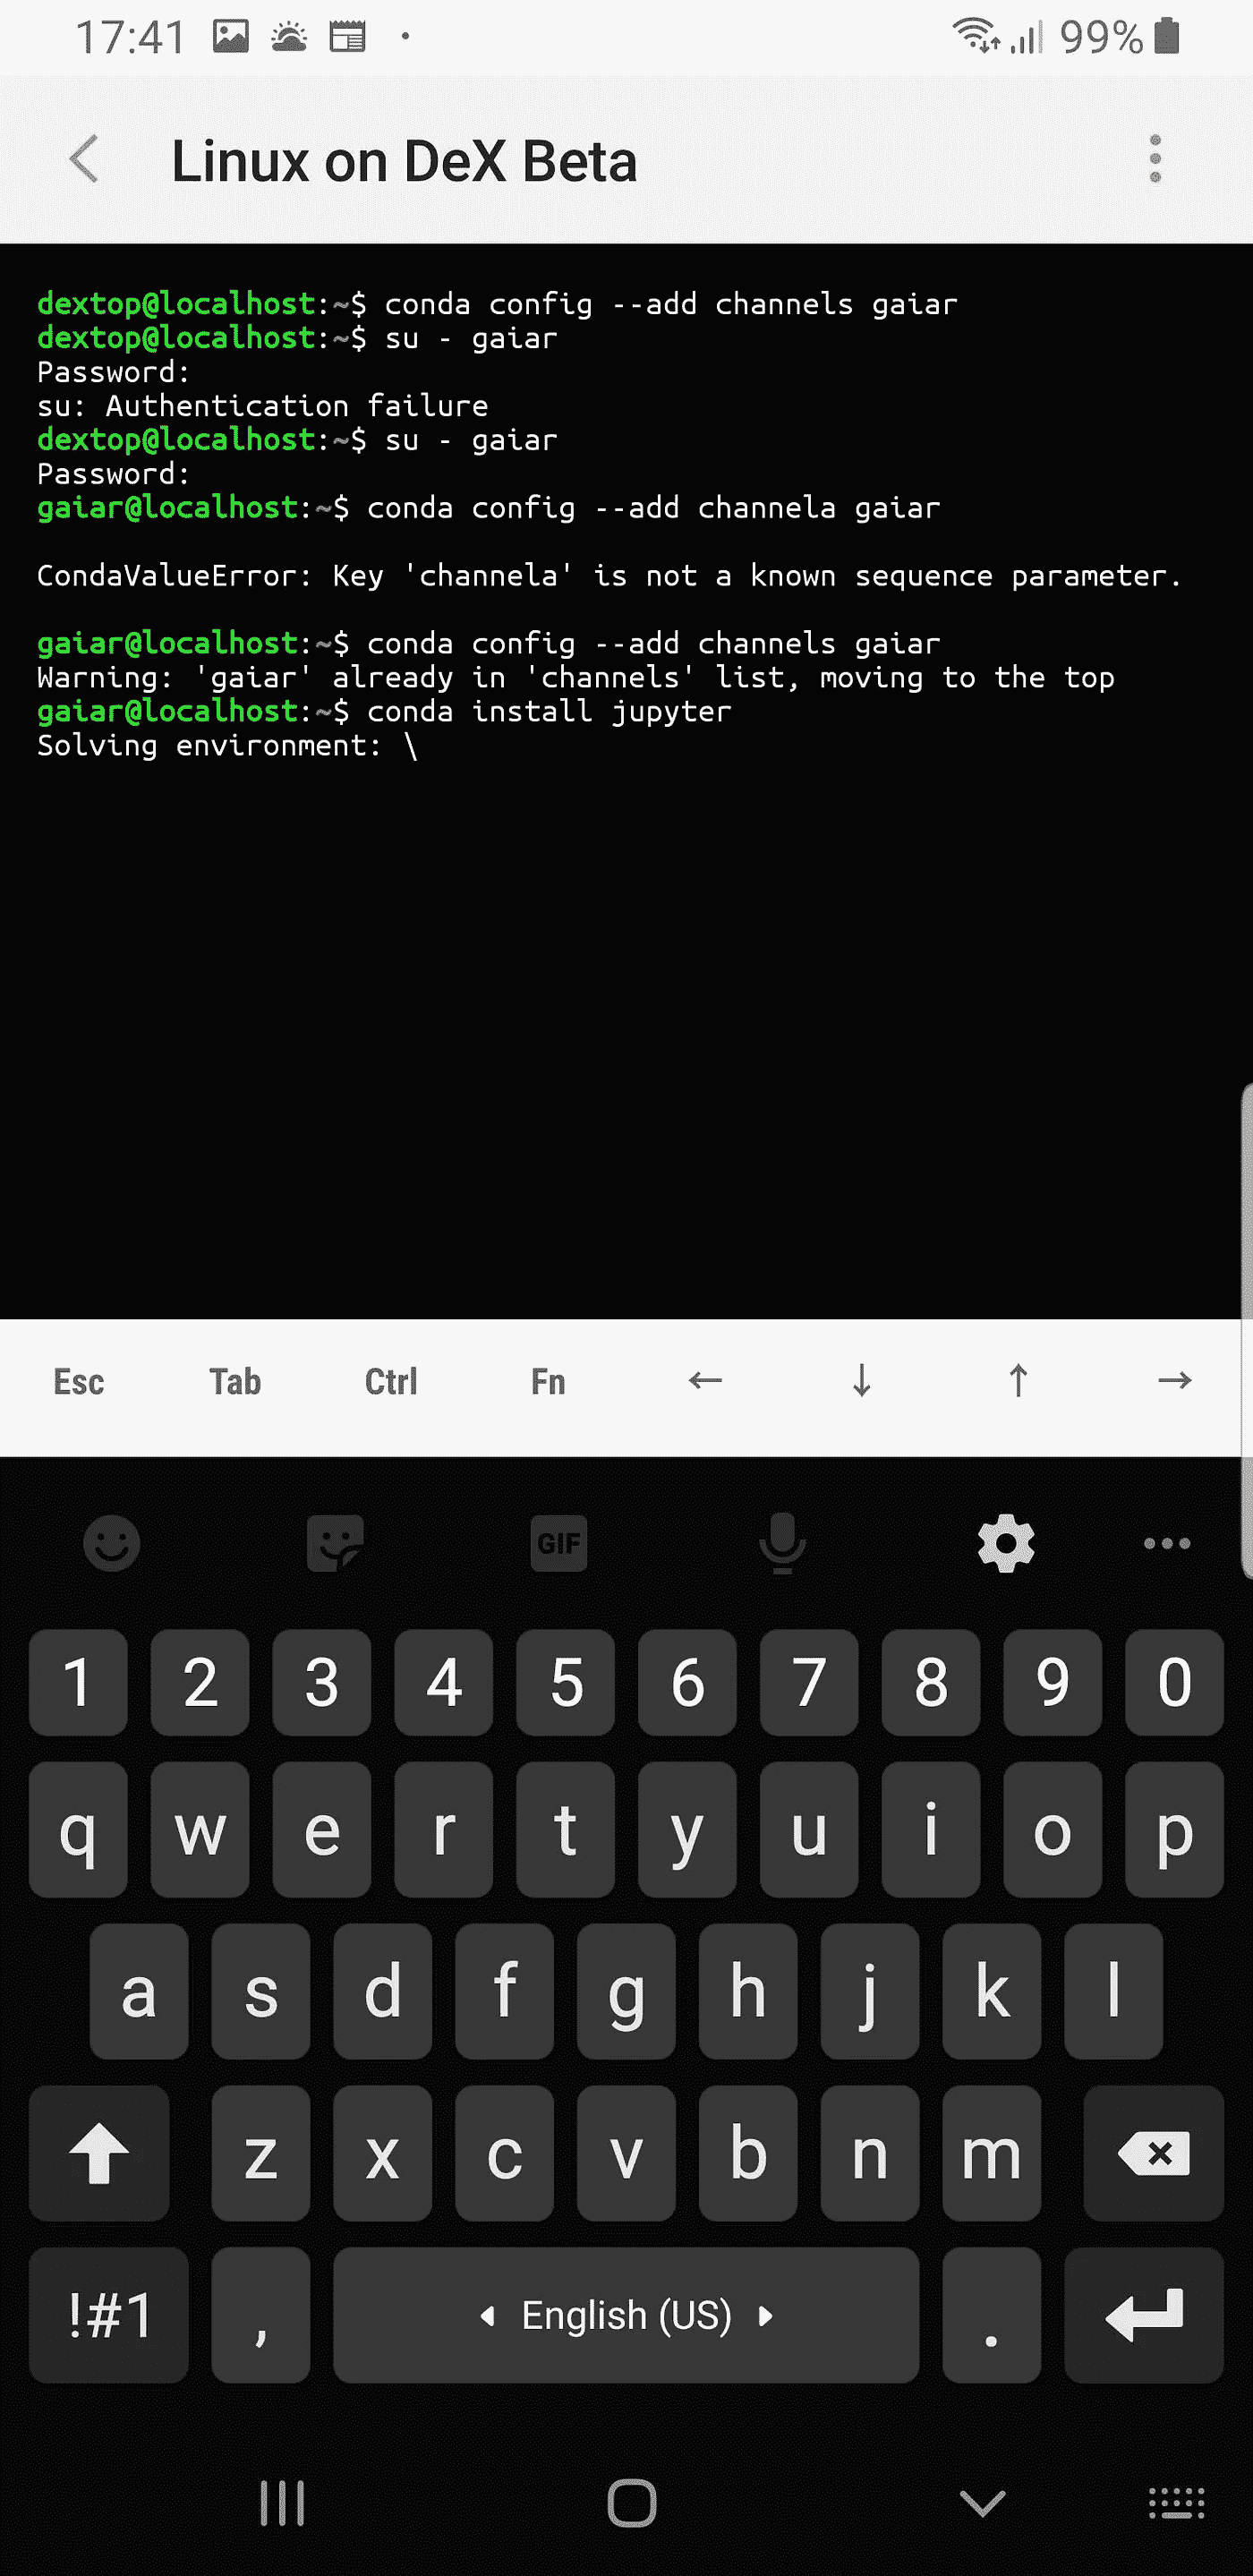 17:41 99%
Linux on DeX Beta
dextop@localhost:~$ conda config --add channels gaiar
dextop@localhost:~$ su - gaiar
Password:
su: Authentication failure
dextop@localhost:~$ su - gaiar
Password:
gaiar@localhost:~$ conda config --add channela gaiar
CondaValueError: Key 'channela' is not a known sequence parameter.
gaiar@localhost:~$ conda config --add channels gaiar
Warning: 'gaiar' already in 'channels' list, moving to the top
gaiar@localhost:~$ conda install jupyter
Solving environment: \
Esc Tab Ctrl Fn ← ↓ ↑ →
GIF
1 2 3 4 5 6 7 8 9 0
q w e r t y u i o p
a s d f g h j k l
z x c v b n m
!#1 , English (US) .